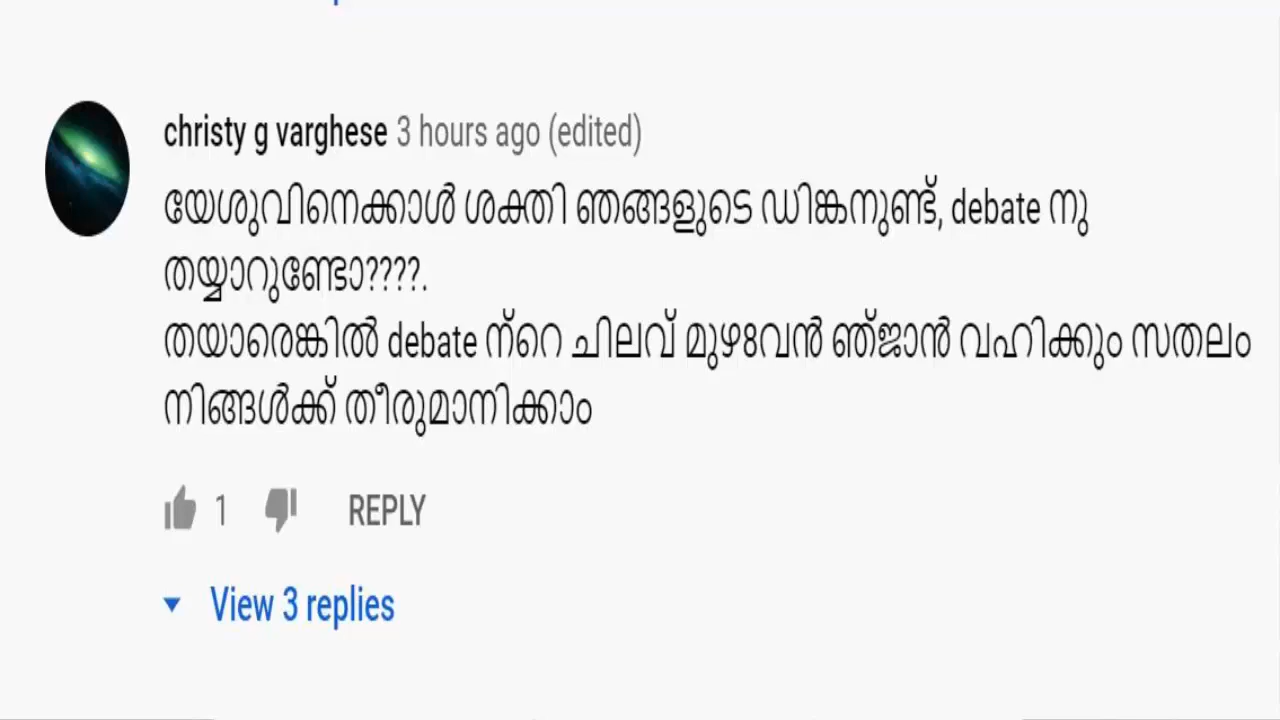 christy g varghese 3 hours ago (edited)
യേശുവിനെക്കാൾ ശക്തി ഞങ്ങളുടെ ഡിങ്കനുണ്ട്, debate നു
തയ്യാറുണ്ടോ????.
തയാരെങ്കിൽ debate ന്റെ ചിലവ് മുഴ8വൻ ഞ്ജാൻ വഹിക്കും സതലം
നിങ്ങൾക്ക് തീരുമാനിക്കാം
1 REPLY
View 3 replies